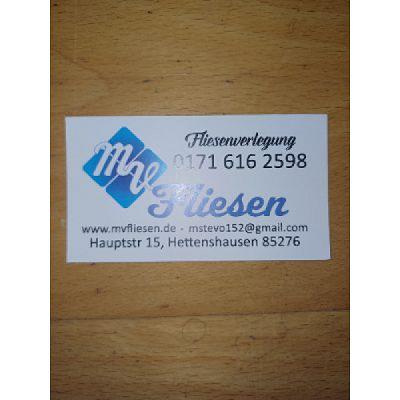 Fliesenverlegung
MV
0171 616 2598
Fliesen
www.mvfliesen.de - mstevo152@gmail.com
Hauptstr 15, Hettenshausen 85276